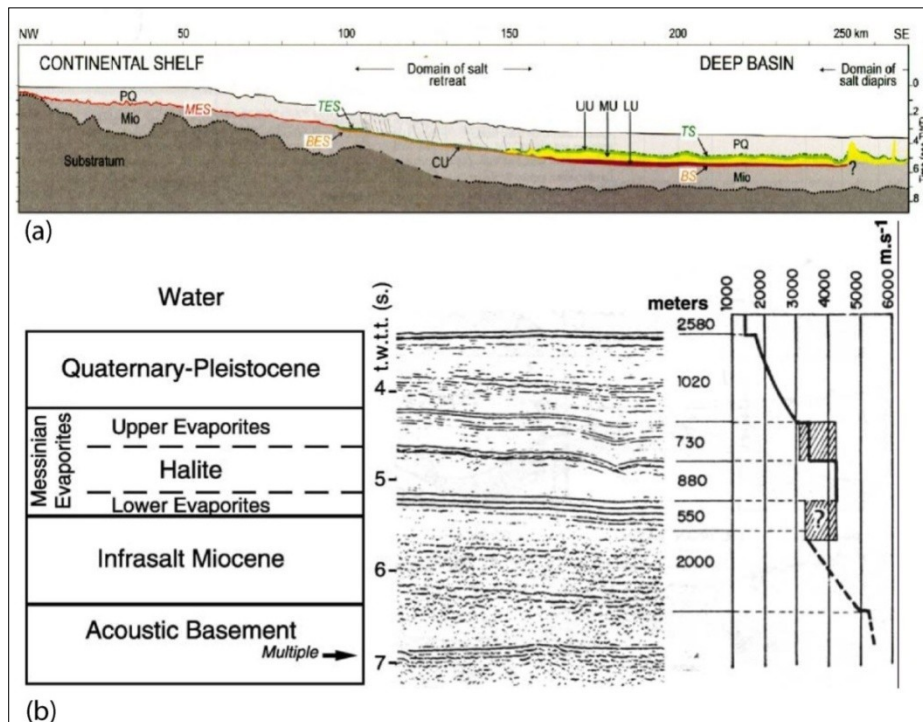 NW 50 100 150 200 250 km SE
CONTINENTAL SHELF Domain of salt retreat DEEP BASIN Domain of salt diapirs
PQ MES TES UU MU LU TS 0
Mio BES PQ 4
Substratum CU BS Mio ? 6
8
(a)
Water
Quaternary-Pleistocene
Messinian Evaporites
Upper Evaporites
Halite
Lower Evaporites
Infrasalt Miocene
Acoustic Basement
Multiple
t.w.t.t. (s.)
4
5
6
7
meters
2580
1020
730
880
550
2000
1000 2000 3000 4000 5000 6000 m.s-1
?
(b)